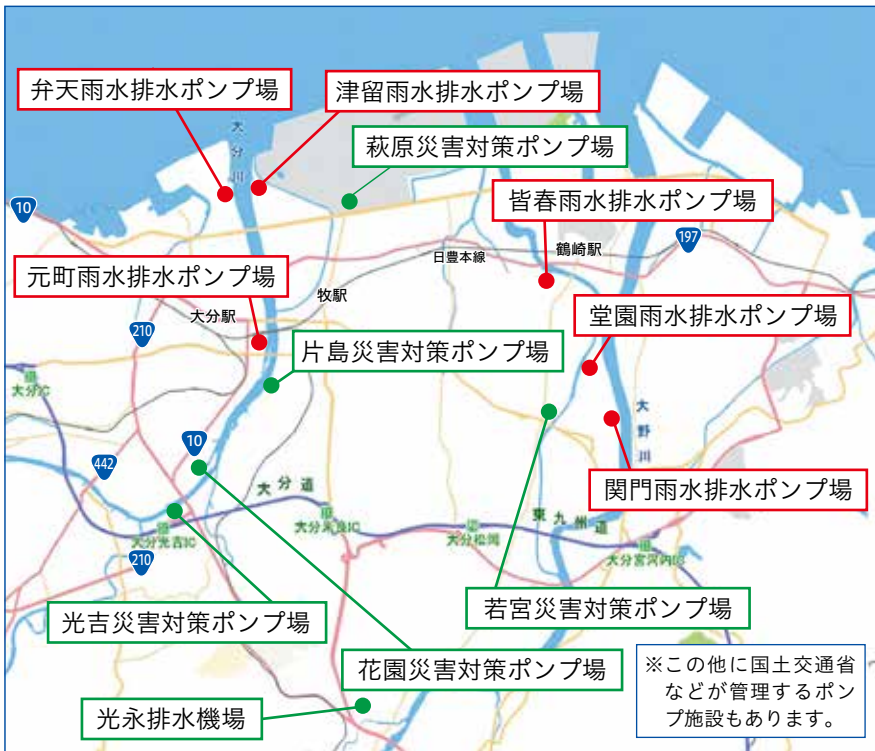 弁天雨水排水ポンプ場
津留雨水排水ポンプ場
大分川
萩原災害対策ポンプ場
10
皆春雨水排水ポンプ場
197
鶴崎駅
日豊本線
元町雨水排水ポンプ場
牧駅
大分駅
210
堂園雨水排水ポンプ場
片島災害対策ポンプ場
大分IC
大野川
10
442
大分道
関門雨水排水ポンプ場
大分米良IC
東九州道
大分光吉IC
大分松岡
大分宮河内IC
210
若宮災害対策ポンプ場
光吉災害対策ポンプ場
花園災害対策ポンプ場
光永排水機場
※この他に国土交通省
などが管理するポン
プ施設もあります。